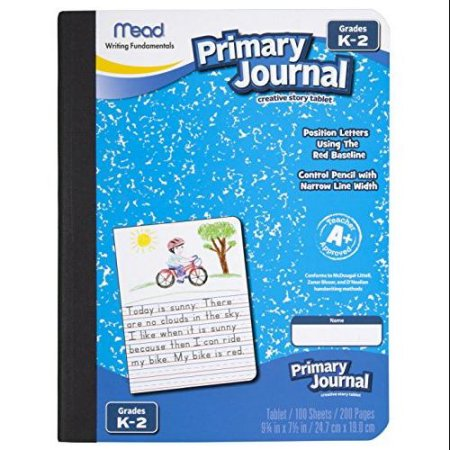 Mead
Writing Fundamentals
Primary
Journal
creative story tablet
Grades
K-2
Position Letters
Using The
Red Baseline
Control Pencil with
Narrow Line Width
Teacher
A+
Approved
Conforms to McDougal-Littell,
Zaner-Bloser, and D'Nealian
handwriting methods
Today is sunny. There
are no clouds in the sky.
I like when it is sunny
because then I can ride
my bike. My bike is red.
Name
Primary
Journal
creative story tablet
Grades
K-2
Tablet / 100 Sheets / 200 Pages
9¾ in x 7½ in / 24.7 cm x 19.0 cm